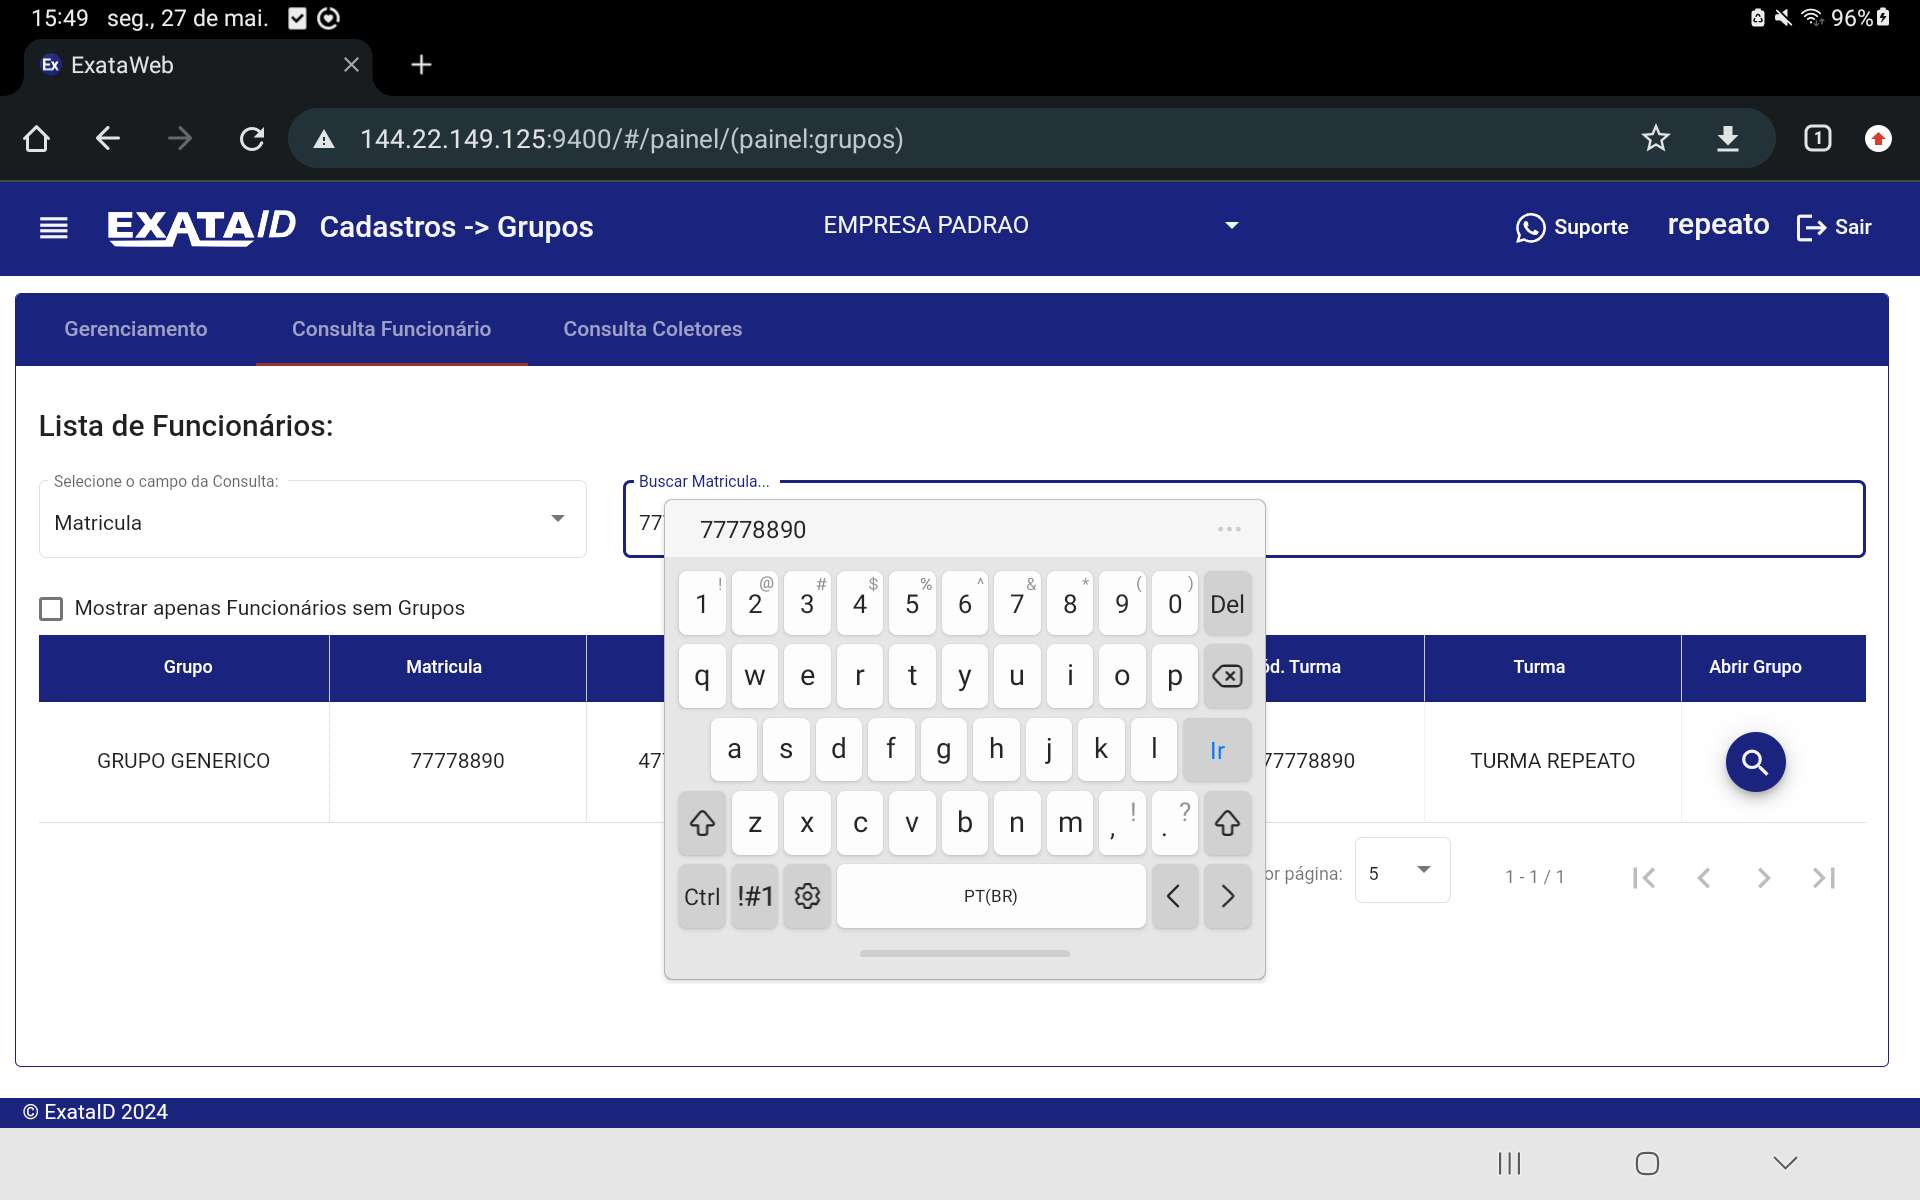 15:49 seg., 27 de mai. 96%
Ex ExataWeb
144.22.149.125:9400/#/painel/(painel:grupos) 1
EXATAID Cadastros -> Grupos EMPRESA PADRAO Suporte repeato Sair
Gerenciamento Consulta Funcionário Consulta Coletores
Lista de Funcionários:
Selecione o campo da Consulta: Buscar Matricula...
Matricula 77
77778890
Mostrar apenas Funcionários sem Grupos
! @ # $ % ^ & * ( )
1 2 3 4 5 6 7 8 9 0 Del
Grupo Matricula ód. Turma Turma Abrir Grupo
q w e r t y u i o p
a s d f g h j k l Ir
GRUPO GENERICO 77778890 47 77778890 TURMA REPEATO
z x c v b n m , ! . ?
or página: 5 1 - 1 / 1
Ctrl !#1 PT(BR) < >
© ExataID 2024